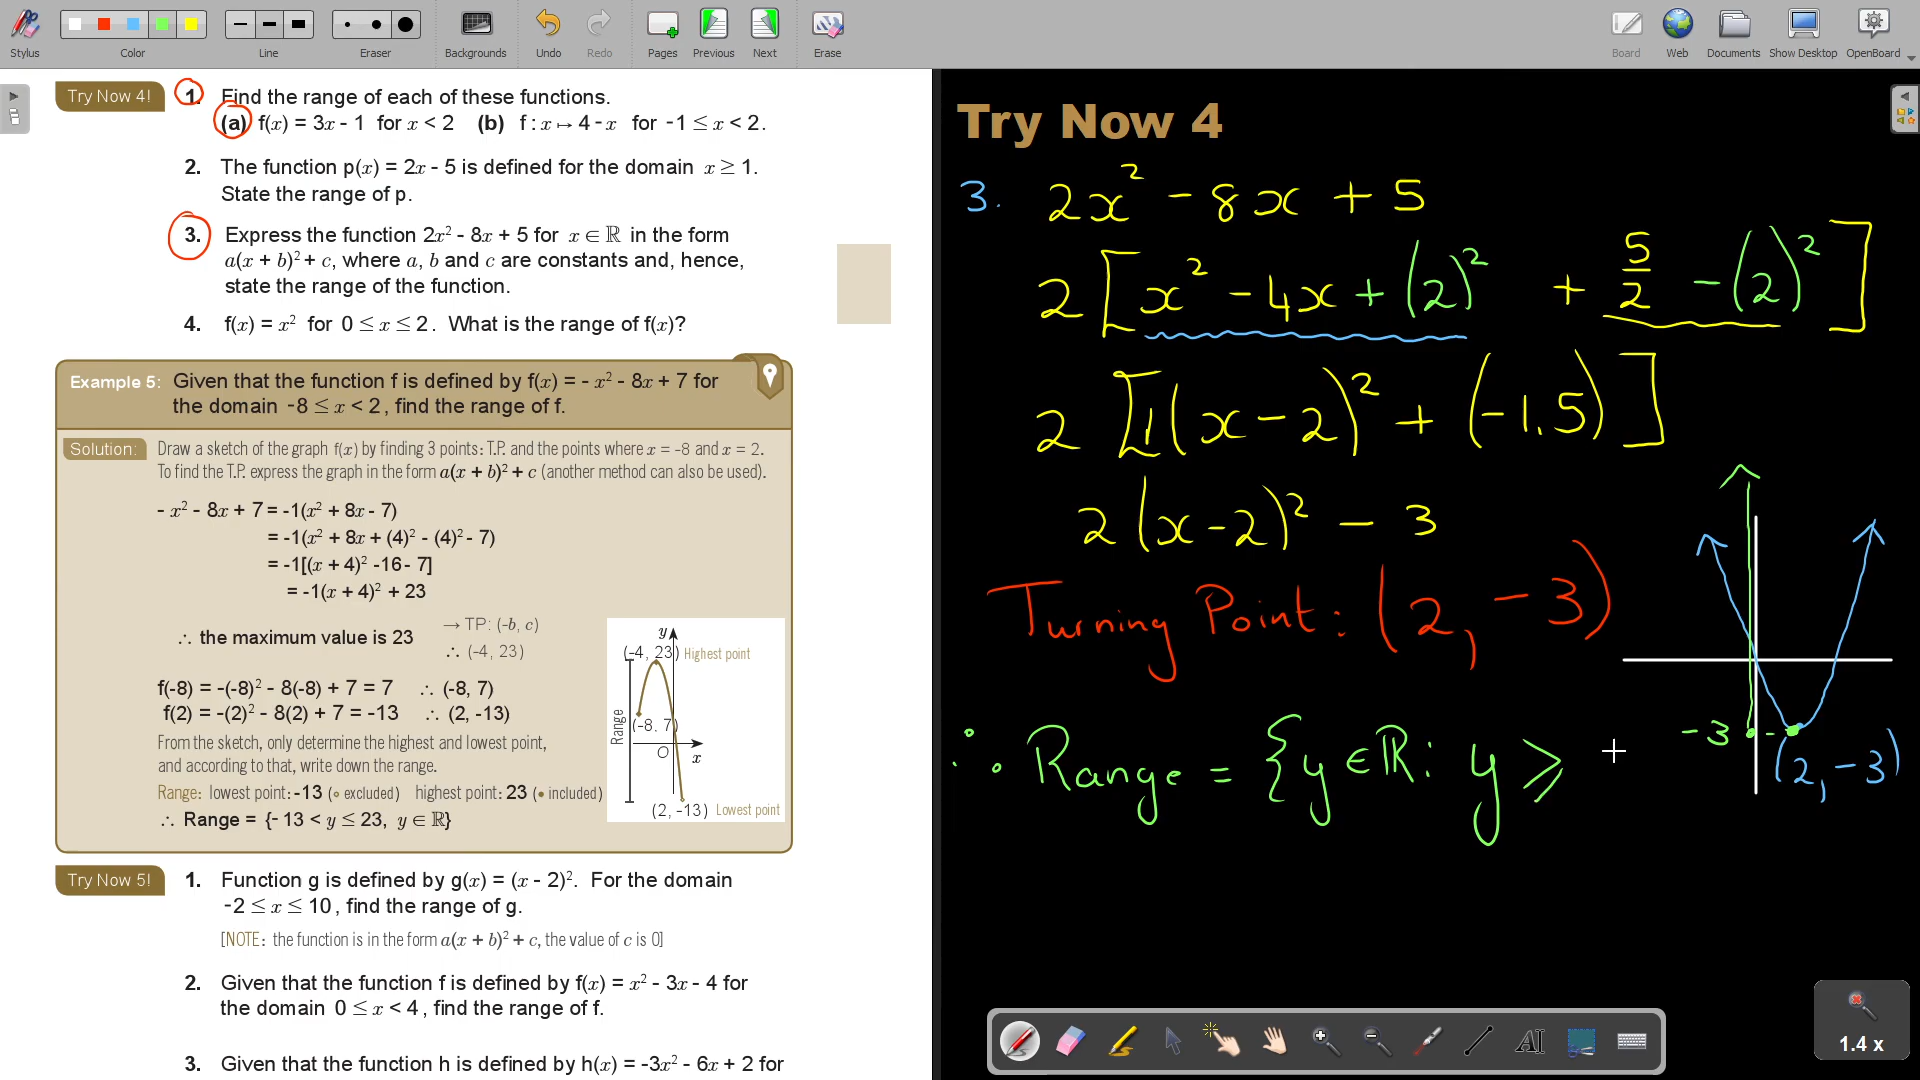 Stylus Color Line Eraser Backgrounds Undo Redo Pages Previous Next Erase Board Web Documents Show Desktop OpenBoard
Try Now 4!
1. Find the range of each of these functions.
(a) f(x) = 3x - 1 for x < 2 (b) f : x ↦ 4 - x for -1 ≤ x < 2.
2. The function p(x) = 2x - 5 is defined for the domain x ≥ 1.
State the range of p.
3. Express the function 2x² - 8x + 5 for x ∈ ℝ in the form
a(x + b)² + c, where a, b and c are constants and, hence,
state the range of the function.
4. f(x) = x² for 0 ≤ x ≤ 2. What is the range of f(x)?
Example 5: Given that the function f is defined by f(x) = - x² - 8x + 7 for
the domain -8 ≤ x < 2, find the range of f.
Solution: Draw a sketch of the graph f(x) by finding 3 points: T.P. and the points where x = -8 and x = 2.
To find the T.P. express the graph in the form a(x + b)² + c (another method can also be used).
- x² - 8x + 7 = -1(x² + 8x - 7)
= -1(x² + 8x + (4)² - (4)² - 7)
= -1[(x + 4)² -16 - 7]
= -1(x + 4)² + 23
∴ the maximum value is 23
→ TP: (-b, c)
∴ (-4, 23)
f(-8) = -(-8)² - 8(-8) + 7 = 7 ∴ (-8, 7)
f(2) = -(2)² - 8(2) + 7 = -13 ∴ (2, -13)
From the sketch, only determine the highest and lowest point,
and according to that, write down the range.
Range: lowest point: -13 (∘ excluded) highest point: 23 (• included)
∴ Range = {- 13 < y ≤ 23, y ∈ ℝ}
y
(-4, 23) Highest point
Range
(-8, 7)
O
x
(2, -13) Lowest point
Try Now 5!
1. Function g is defined by g(x) = (x - 2)². For the domain
-2 ≤ x ≤ 10, find the range of g.
[NOTE: the function is in the form a(x + b)² + c, the value of c is 0]
2. Given that the function f is defined by f(x) = x² - 3x - 4 for
the domain 0 ≤ x < 4, find the range of f.
3. Given that the function h is defined by h(x) = -3x² - 6x + 2 for
Try Now 4
3. 2x² - 8x + 5
2 [x² - 4x + (2)² + 5/2 - (2)²]
2 [1(x - 2)² + (-1.5)]
2(x-2)² - 3
Turning Point: (2, -3)
∴ Range = {y ∈ ℝ: y ≥
-3
(2, -3)
1.4 x